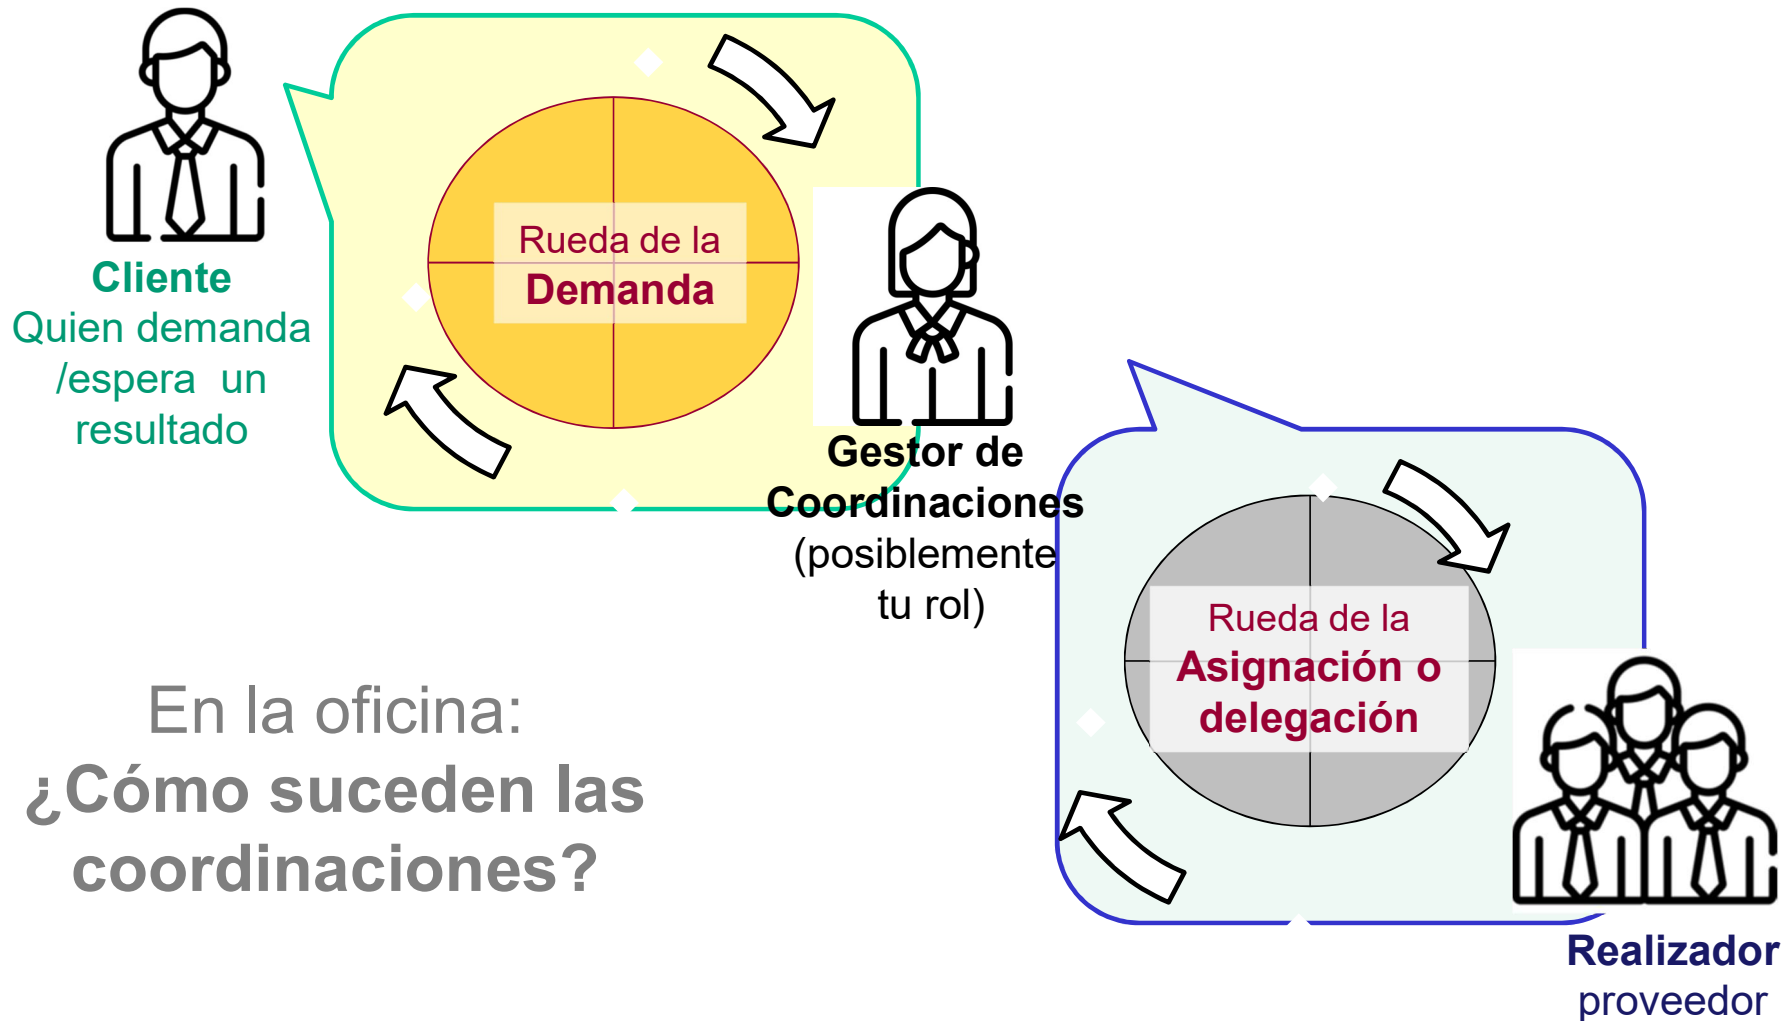 Cliente
Quien demanda
/espera un
resultado
Rueda de la
Demanda
Gestor de
Coordinaciones
(posiblemente
tu rol)
Rueda de la
Asignación o
delegación
Realizador
proveedor
En la oficina:
¿Cómo suceden las
coordinaciones?